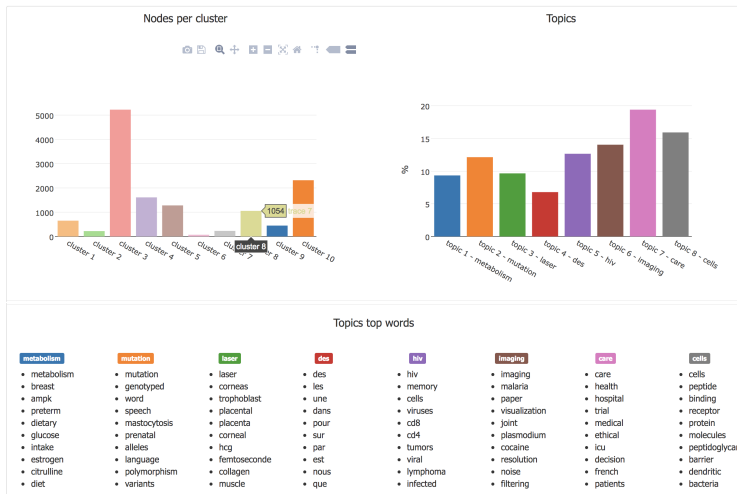 Nodes per cluster
Topics
5000
4000
3000
2000
1000
0
1054
trace 7
cluster 1
cluster 2
cluster 3
cluster 4
cluster 5
cluster 6
cluster 7
cluster 8
cluster 8
cluster 9
cluster 10
20
15
10
5
0
%
topic 1 - metabolism
topic 2 - mutation
topic 3 - laser
topic 4 - des
topic 5 - hiv
topic 6 - imaging
topic 7 - care
topic 8 - cells
Topics top words
metabolism mutation laser des hiv imaging care cells
metabolism mutation laser des hiv imaging care cells
breast genotyped corneas les memory malaria health peptide
ampk word trophoblast une cells paper hospital binding
preterm speech placental dans viruses visualization trial receptor
dietary mastocytosis placenta pour cd8 joint medical protein
glucose prenatal corneal sur cd4 plasmodium ethical molecules
intake alleles hcg par tumors cocaine icu peptidoglycan
estrogen language femtoseconde est viral resolution decision barrier
citrulline polymorphism collagen nous lymphoma noise french dendritic
diet variants muscle que infected filtering patients bacteria